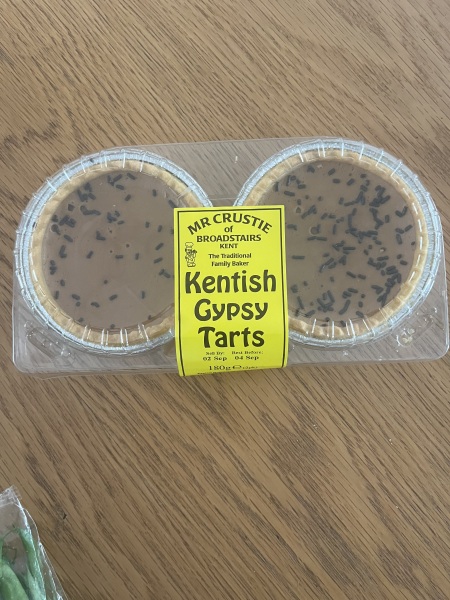 MR CRUSTIE
of
BROADSTAIRS
KENT
The Traditional
Family Baker
Kentish
Gypsy
Tarts
Sell By: Best Before:
02 Sep 04 Sep
180g e